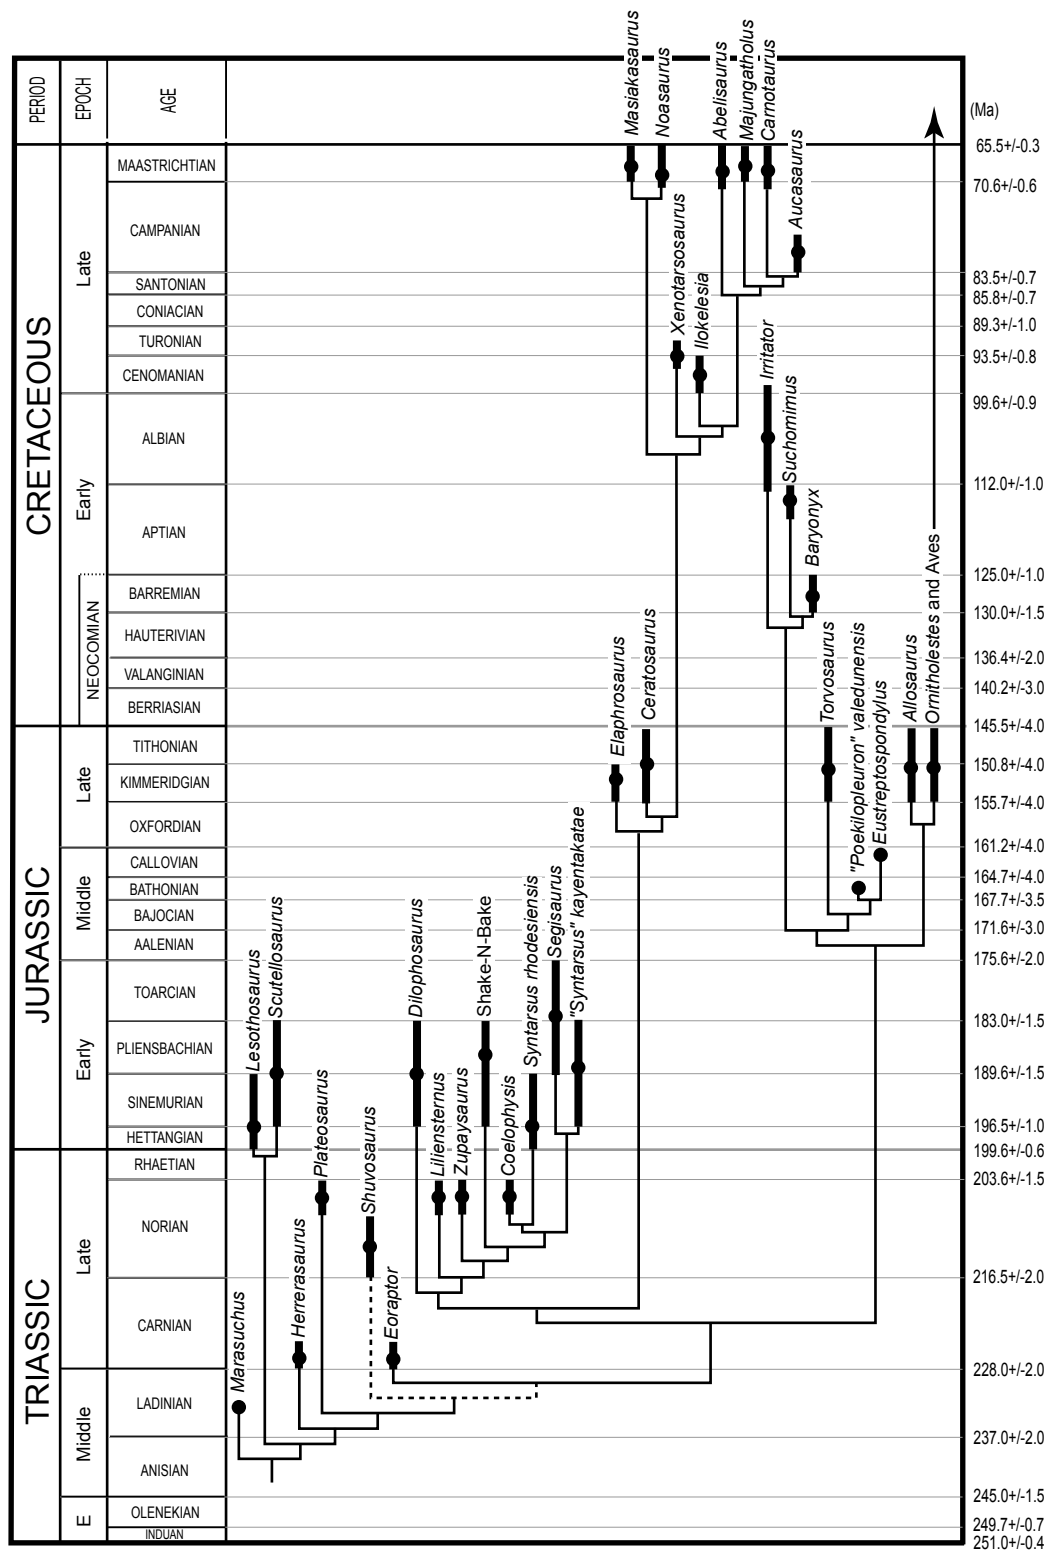 PERIOD
EPOCH
AGE
(Ma)
CRETACEOUS
JURASSIC
TRIASSIC
Late
Early
NEOCOMIAN
Late
Middle
Early
Late
Middle
E
MAASTRICHTIAN
CAMPANIAN
SANTONIAN
CONIACIAN
TURONIAN
CENOMANIAN
ALBIAN
APTIAN
BARREMIAN
HAUTERIVIAN
VALANGINIAN
BERRIASIAN
TITHONIAN
KIMMERIDGIAN
OXFORDIAN
CALLOVIAN
BATHONIAN
BAJOCIAN
AALENIAN
TOARCIAN
PLIENSBACHIAN
SINEMURIAN
HETTANGIAN
RHAETIAN
NORIAN
CARNIAN
LADINIAN
ANISIAN
OLENEKIAN
INDUAN
Marasuchus
Lesothosaurus
Scutellosaurus
Herrerasaurus
Plateosaurus
Shuvosaurus
Eoraptor
Dilophosaurus
Liliensternus
Zupaysaurus
Shake-N-Bake
Coelophysis
Syntarsus rhodesiensis
Segisaurus
"Syntarsus" kayentakatae
Elaphrosaurus
Ceratosaurus
Masiakasaurus
Noasaurus
Xenotarsosaurus
Ilokelesia
Abelisaurus
Majungatholus
Carnotaurus
Aucasaurus
Irritator
Suchomimus
Baryonyx
Torvosaurus
"Poekilopleuron" valedunensis
Eustreptospondylus
Allosaurus
Ornitholestes and Aves
65.5+/-0.3
70.6+/-0.6
83.5+/-0.7
85.8+/-0.7
89.3+/-1.0
93.5+/-0.8
99.6+/-0.9
112.0+/-1.0
125.0+/-1.0
130.0+/-1.5
136.4+/-2.0
140.2+/-3.0
145.5+/-4.0
150.8+/-4.0
155.7+/-4.0
161.2+/-4.0
164.7+/-4.0
167.7+/-3.5
171.6+/-3.0
175.6+/-2.0
183.0+/-1.5
189.6+/-1.5
196.5+/-1.0
199.6+/-0.6
203.6+/-1.5
216.5+/-2.0
228.0+/-2.0
237.0+/-2.0
245.0+/-1.5
249.7+/-0.7
251.0+/-0.4